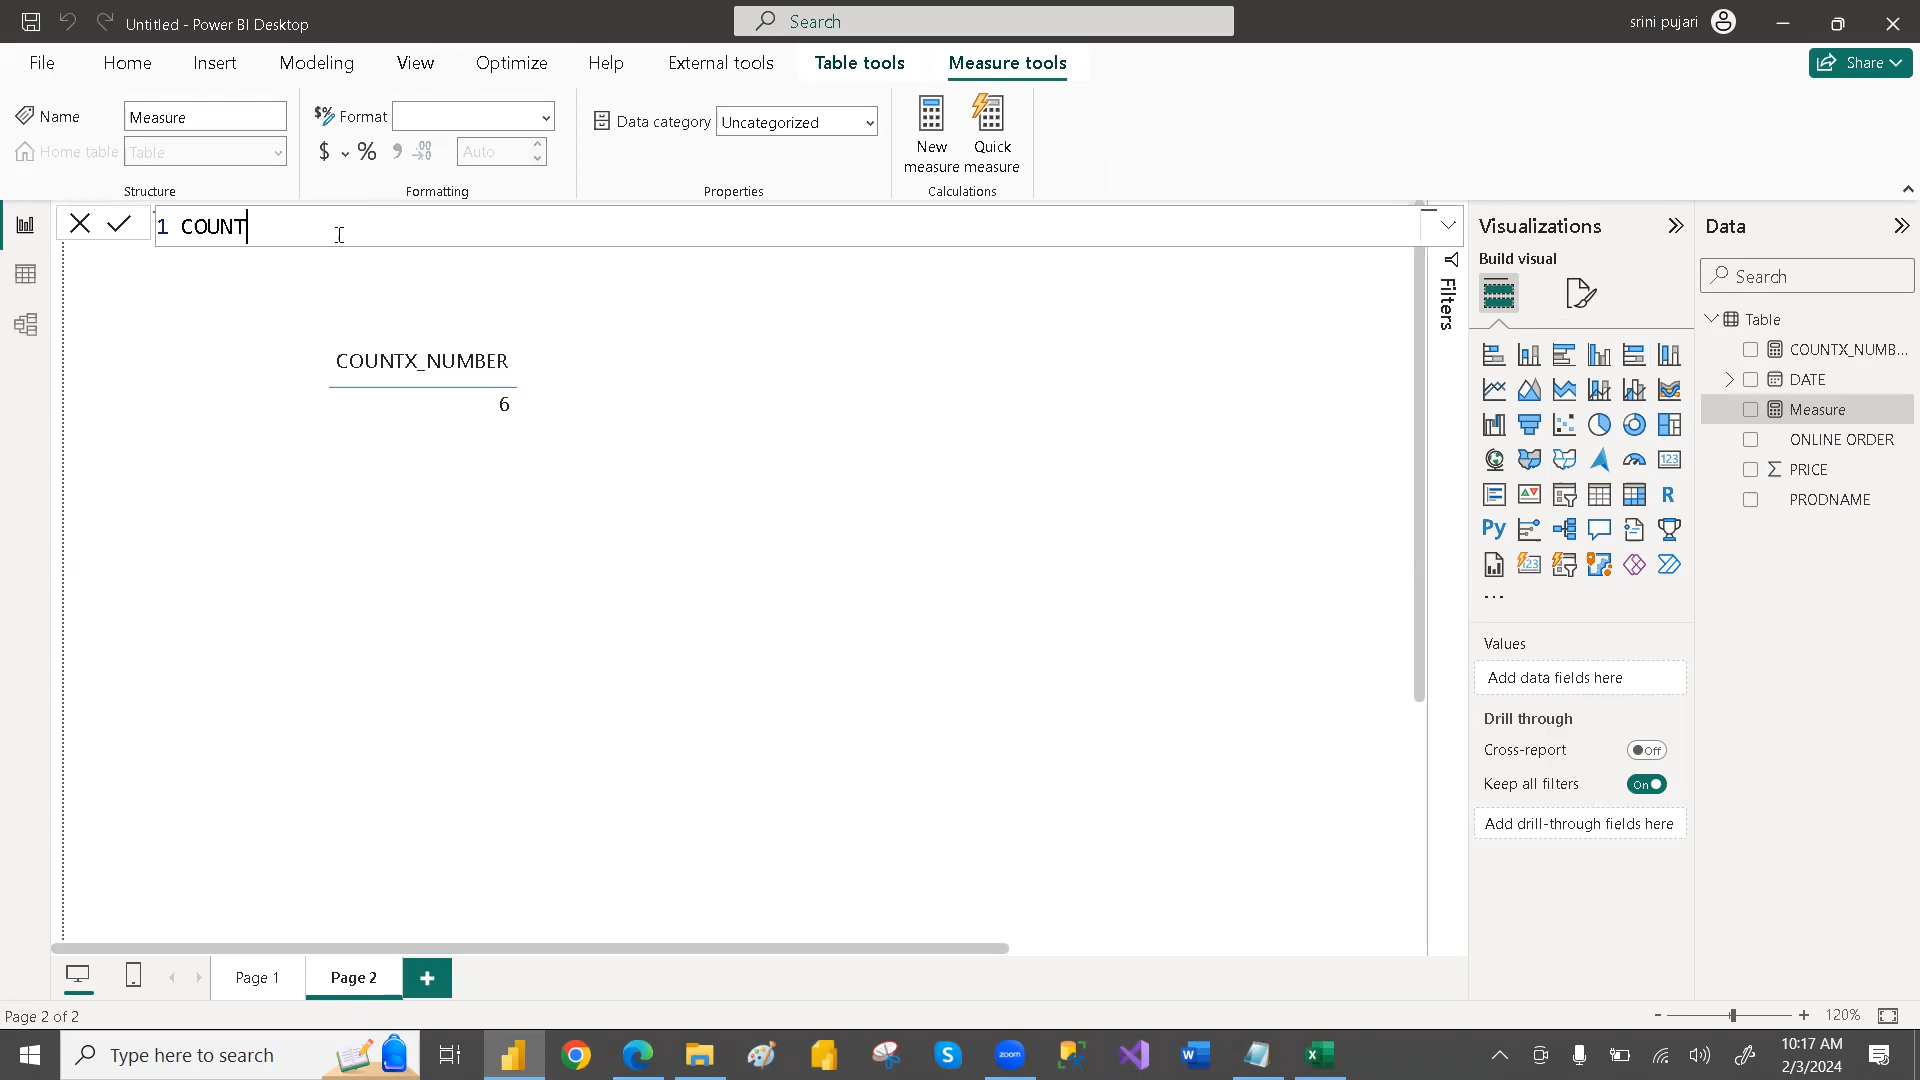 Untitled - Power BI Desktop
Search
srini pujari
File Home Insert Modeling View Optimize Help External tools Table tools Measure tools
Share
Name Measure
Home table Table
Structure
Format
$ % Auto
Formatting
Data category Uncategorized
Properties
New measure
Quick measure
Calculations
1 COUNT
COUNTX_NUMBER
6
Filters
Visualizations
Build visual
123
R
Py
123
...
Values
Add data fields here
Drill through
Cross-report Off
Keep all filters On
Add drill-through fields here
Data
Search
Table
COUNTX_NUMB...
DATE
Measure
ONLINE ORDER
PRICE
PRODNAME
Page 1
Page 2
Page 2 of 2
120%
Type here to search
zoom
10:17 AM
2/3/2024